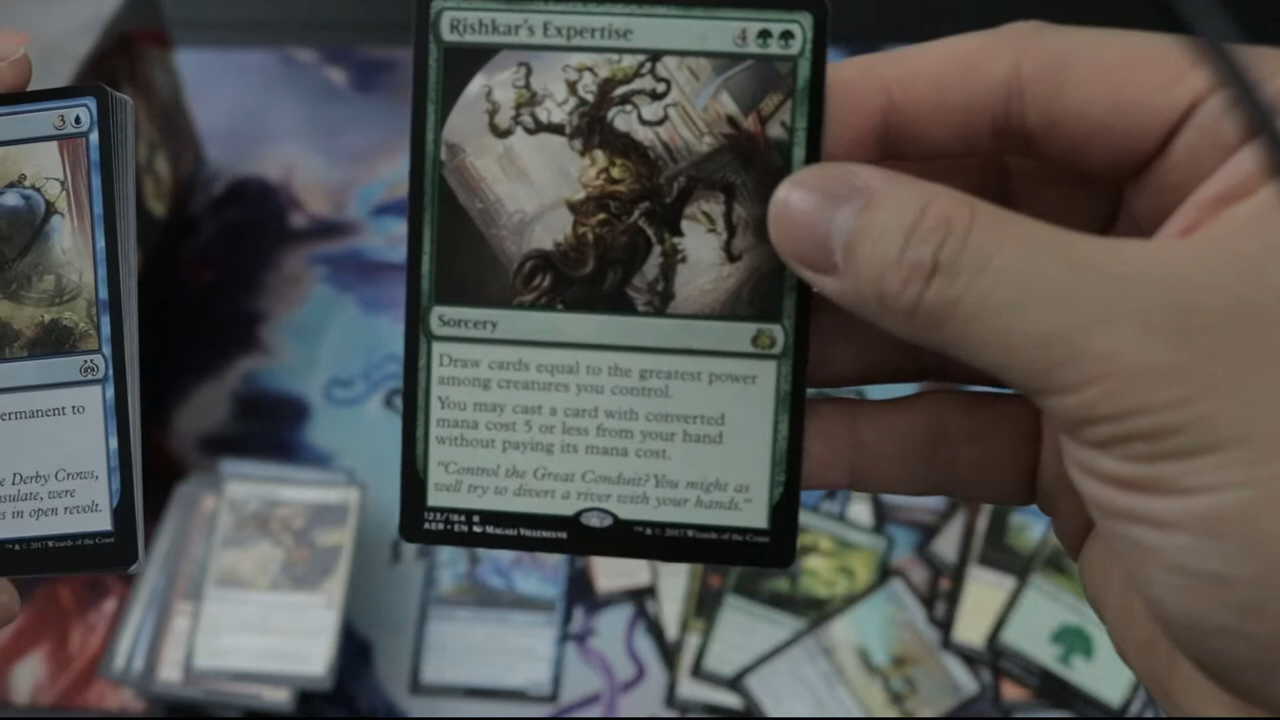 Rishkar's Expertise 4
3
Sorcery
Draw cards equal to the greatest power
among creatures you control.
You may cast a card with converted
mana cost 5 or less from your hand
without paying its mana cost.
"Control the Great Conduit? You might as
well try to divert a river with your hands."
123/184 R
AER • EN Magali Villeneuve
™ & © 2017 Wizards of the Coast
ermanent to
e Derby Crows,
nsulate, were
s in open revolt.
™ & © 2017 Wizards of the Coast